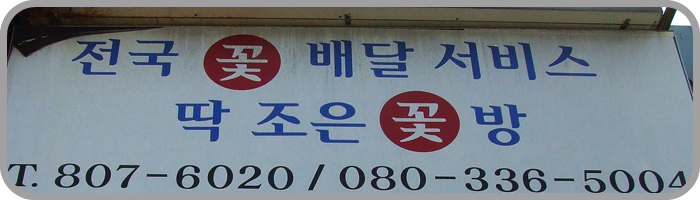 전국 꽃 배달 서비스
딱 조은 꽃 방
T. 807-6020 / 080-336-5004